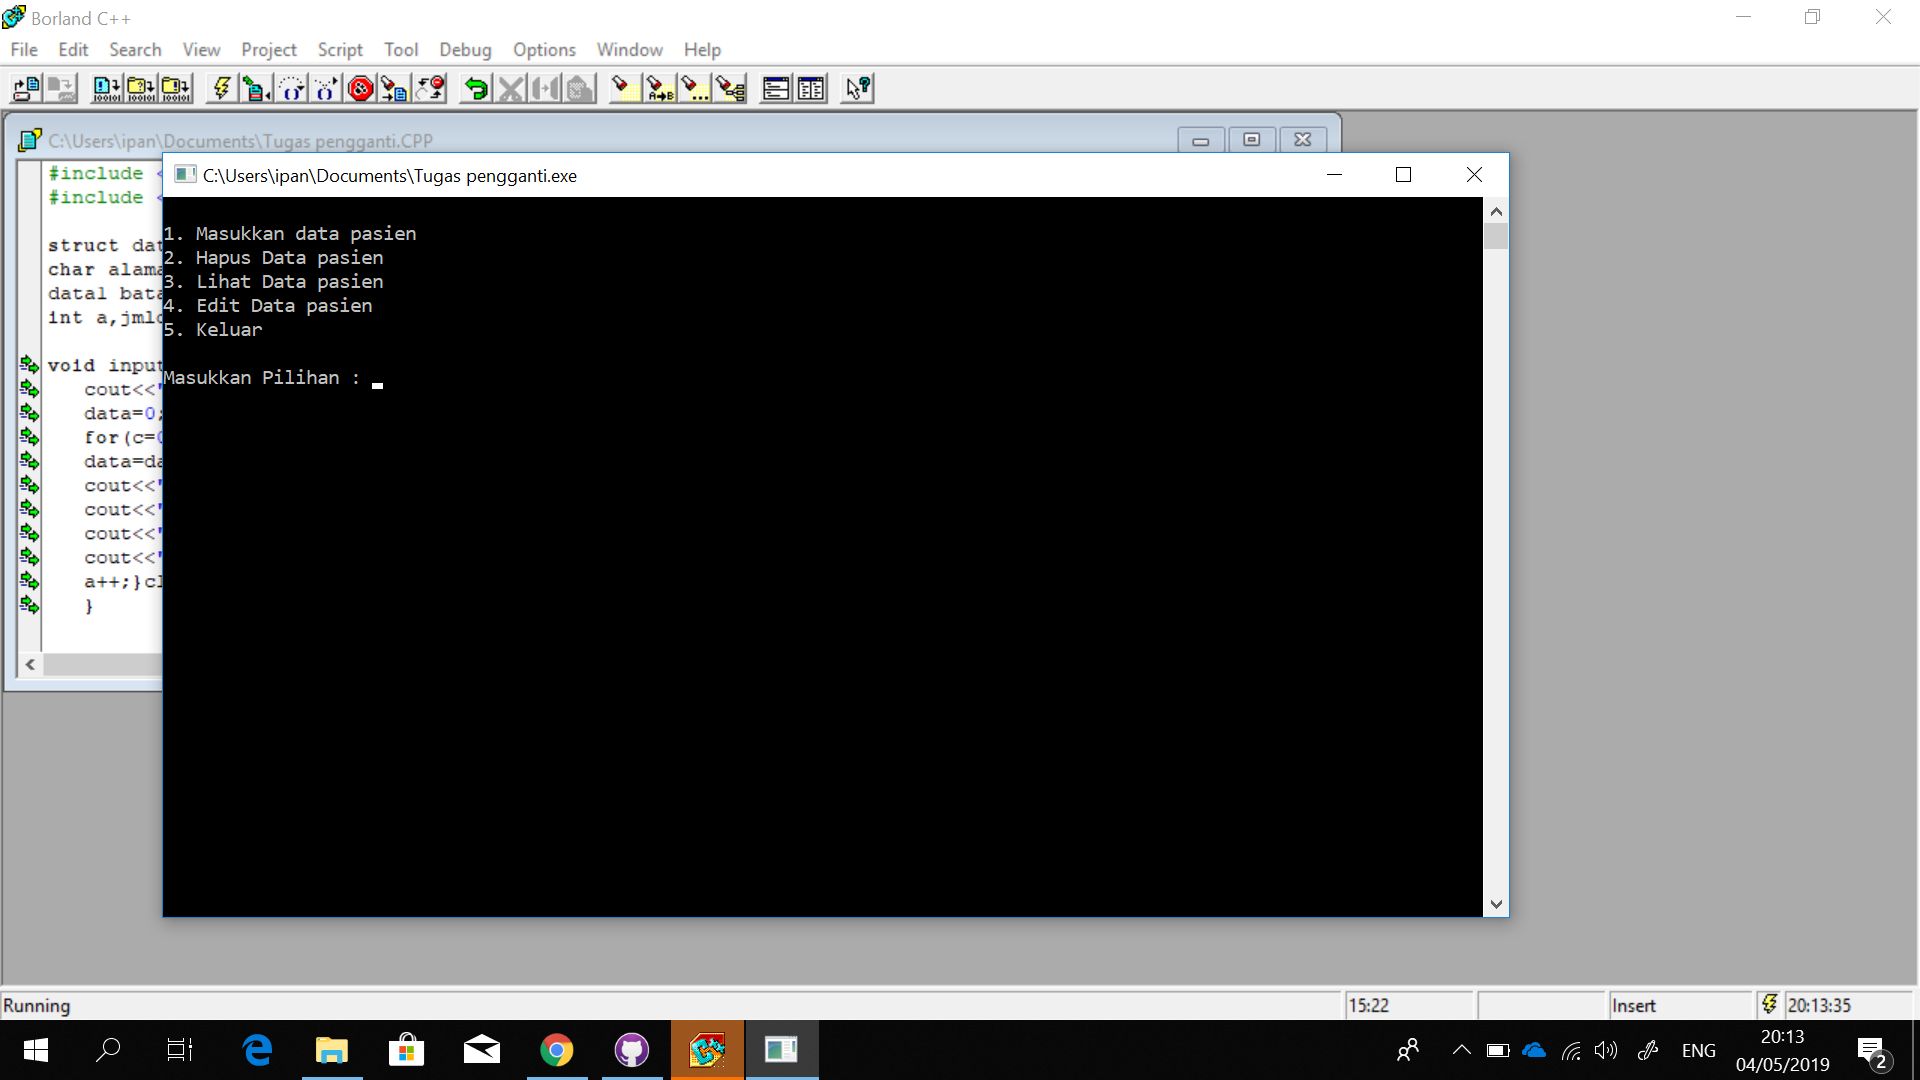 Borland C++
File Edit Search View Project Script Tool Debug Options Window Help
C:\Users\ipan\Documents\Tugas pengganti.CPP
C:\Users\ipan\Documents\Tugas pengganti.exe
#include <
#include <
struct dat
char alama
datal bata
int a,jmlc
void input
cout<<"
data=0;
for(c=0
data=da
cout<<"
cout<<"
cout<<"
cout<<"
a++;}cl
}
1. Masukkan data pasien
2. Hapus Data pasien
3. Lihat Data pasien
4. Edit Data pasien
5. Keluar
Masukkan Pilihan :
Running
15:22
Insert
20:13:35
ENG
20:13
04/05/2019
2